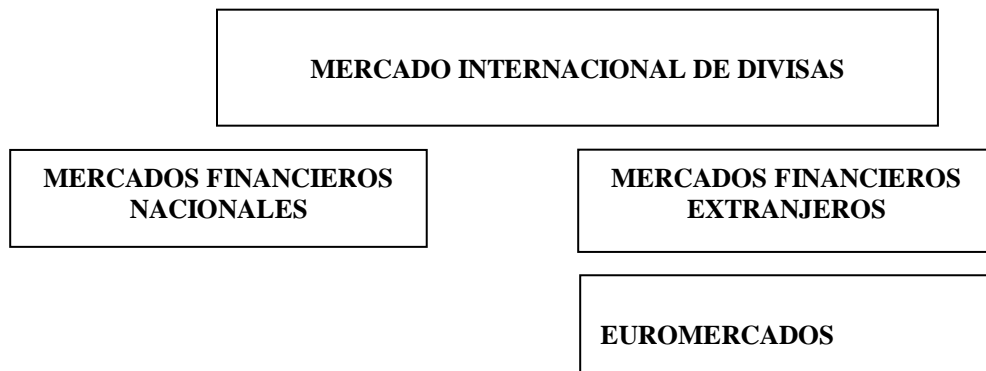 MERCADO INTERNACIONAL DE DIVISAS
MERCADOS FINANCIEROS
NACIONALES
MERCADOS FINANCIEROS
EXTRANJEROS
EUROMERCADOS